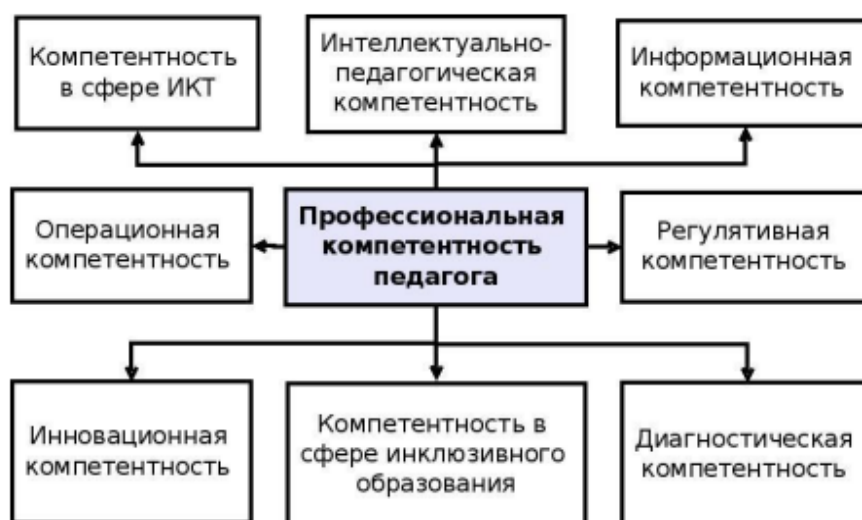 Компетентность
в сфере ИКТ
Интеллектуально-
педагогическая
компетентность
Информационная
компетентность
Операционная
компетентность
Профессиональная
компетентность
педагога
Регулятивная
компетентность
Инновационная
компетентность
Компетентность в
сфере инклюзивного
образования
Диагностическая
компетентность